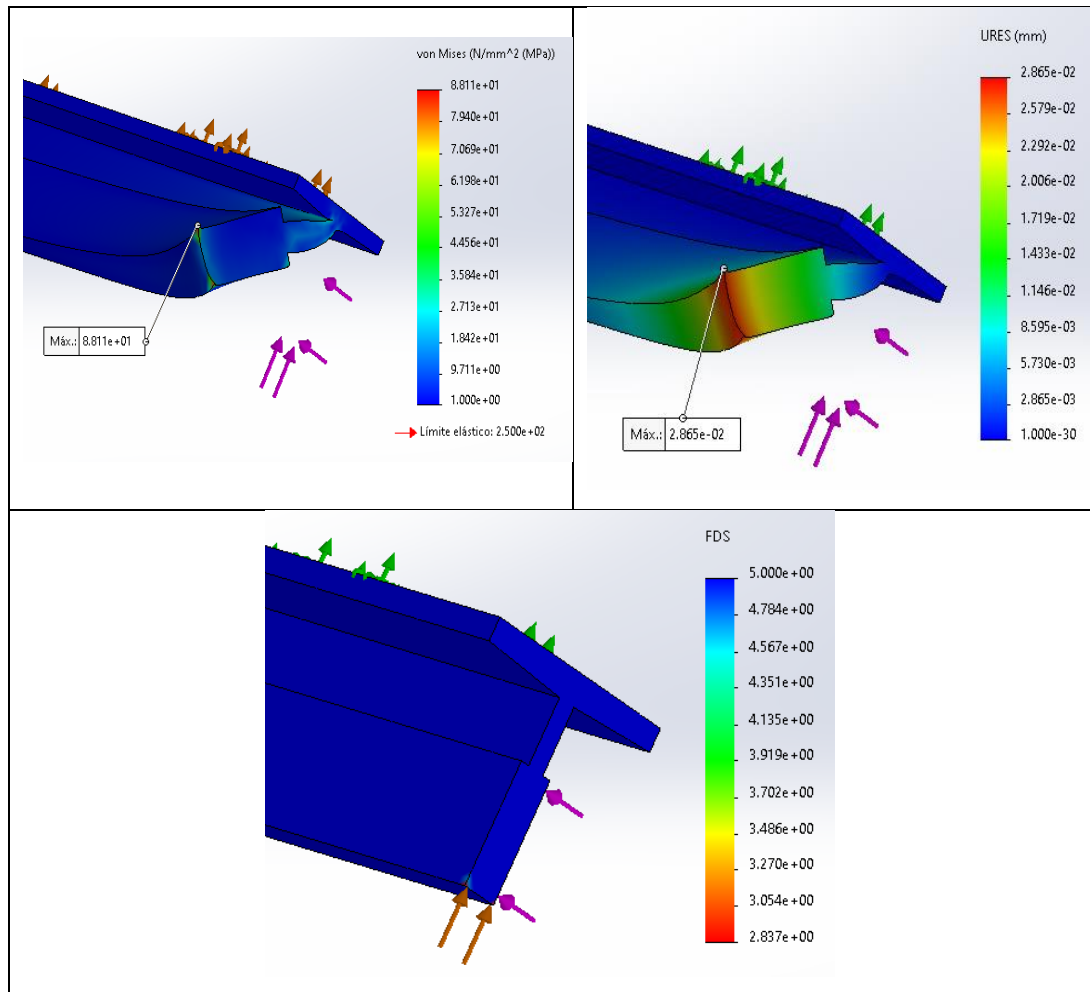 von Mises (N/mm^2 (MPa))
8.811e+01
7.940e+01
7.069e+01
6.198e+01
5.327e+01
4.456e+01
3.584e+01
2.713e+01
1.842e+01
9.711e+00
1.000e+00
Límite elástico: 2.500e+02
Máx.: 8.811e+01
URES (mm)
2.865e-02
2.579e-02
2.292e-02
2.006e-02
1.719e-02
1.433e-02
1.146e-02
8.595e-03
5.730e-03
2.865e-03
1.000e-30
Máx.: 2.865e-02
FDS
5.000e+00
4.784e+00
4.567e+00
4.351e+00
4.135e+00
3.919e+00
3.702e+00
3.486e+00
3.270e+00
3.054e+00
2.837e+00